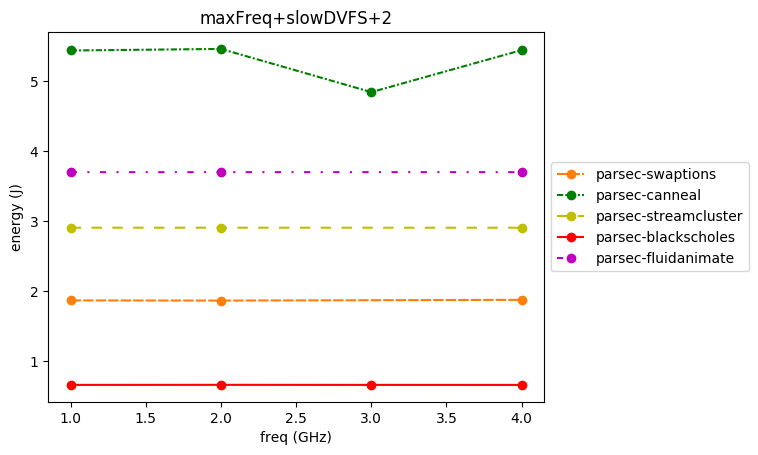 maxFreq+slowDVFS+2
energy (J)
5
4
3
2
1
1.0 1.5 2.0 2.5 3.0 3.5 4.0
freq (GHz)
parsec-swaptions
parsec-canneal
parsec-streamcluster
parsec-blackscholes
parsec-fluidanimate